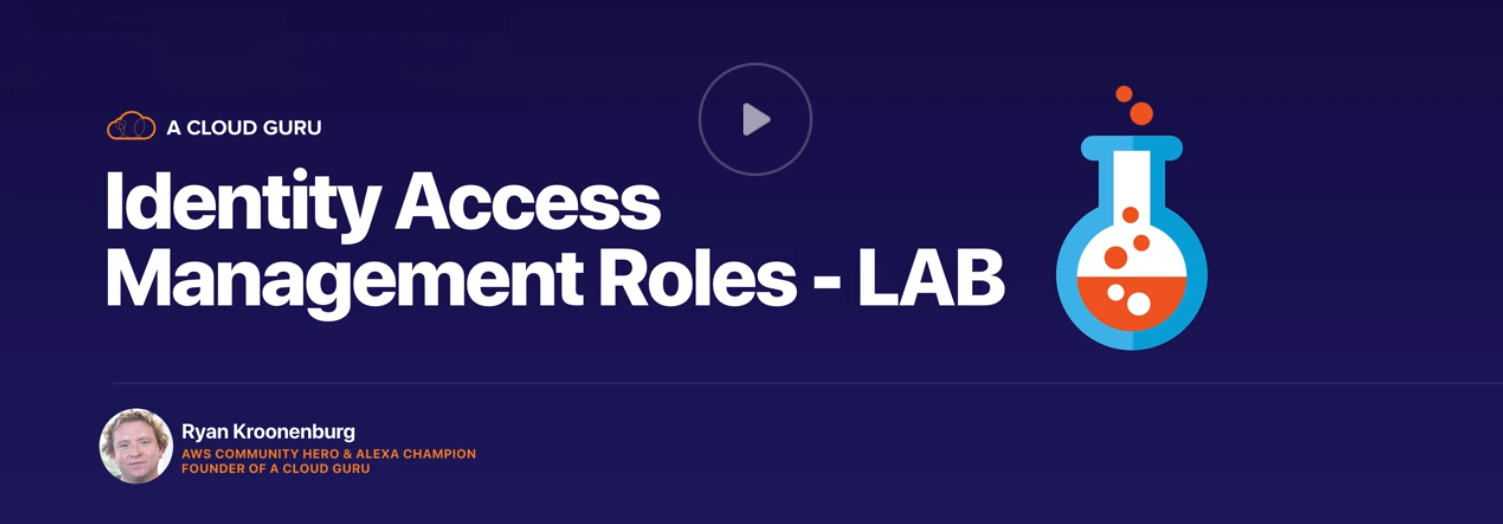 A CLOUD GURU
Identity Access
Management Roles - LAB
Ryan Kroonenburg
AWS COMMUNITY HERO & ALEXA CHAMPION
FOUNDER OF A CLOUD GURU